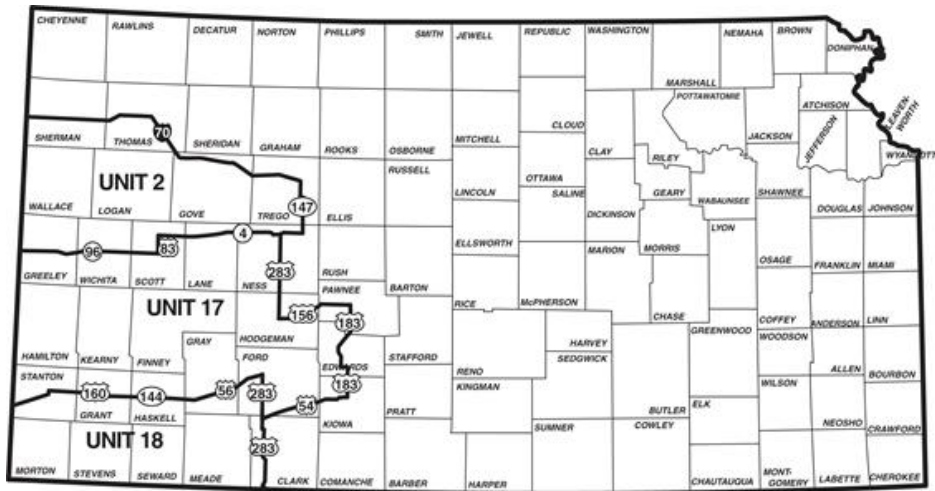 CHEYENNE RAWLINS DECATUR NORTON PHILLIPS SMITH JEWELL REPUBLIC WASHINGTON NEMAHA BROWN
DONIPHAN
MARSHALL
POTTAWATOMIE
ATCHISON LEAVEN-
WORTH
70
SHERMAN THOMAS SHERIDAN GRAHAM ROOKS OSBORNE MITCHELL CLOUD CLAY RILEY JACKSON JEFFERSON WYANDOTTE
RUSSELL
UNIT 2
LINCOLN OTTAWA SALINE GEARY WABAUNSEE SHAWNEE
WALLACE LOGAN GOVE TREGO 147 ELLIS DICKINSON DOUGLAS JOHNSON
LYON
96 83 4
283
ELLSWORTH MARION MORRIS OSAGE FRANKLIN MIAMI
GREELEY WICHITA SCOTT LANE NESS RUSH
PAWNEE BARTON
RICE McPHERSON CHASE
UNIT 17
156 183
COFFEY ANDERSON LINN
GREENWOOD WOODSON
HAMILTON KEARNY FINNEY GRAY HODGEMAN FORD EDWARDS STAFFORD RENO HARVEY
SEDGWICK
ALLEN BOURBON
STANTON
KINGMAN
160 144 56 283 54 183
WILSON
GRANT HASKELL KIOWA PRATT BUTLER ELK
COWLEY
SUMNER
NEOSHO CRAWFORD
UNIT 18
283
MORTON STEVENS SEWARD MEADE CLARK COMANCHE BARBER HARPER CHAUTAUQUA MONT-
GOMERY LABETTE CHEROKEE